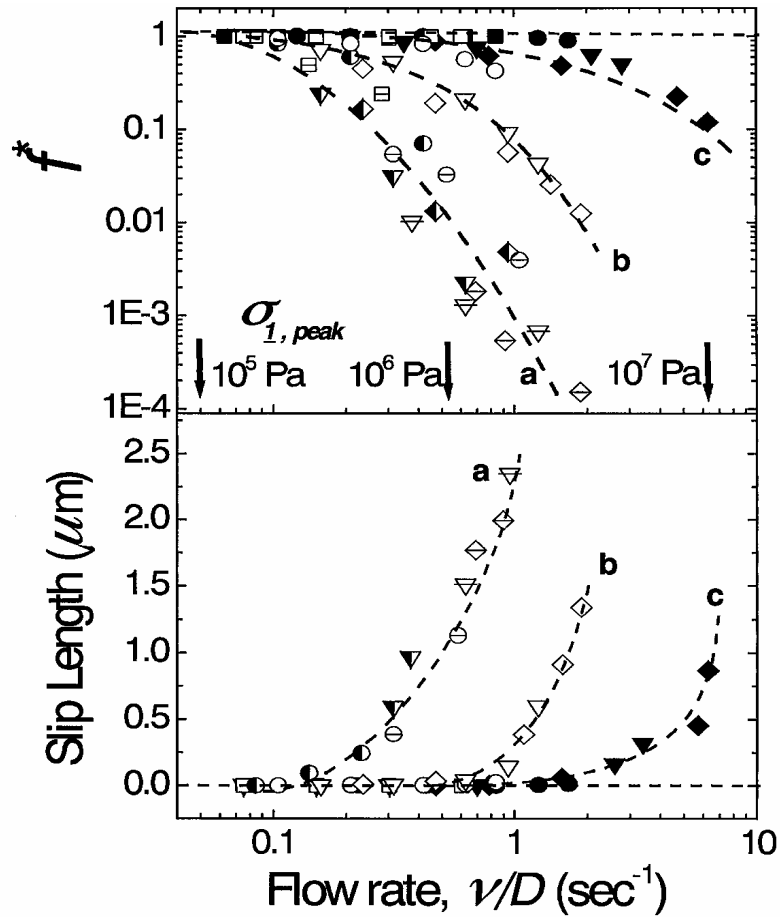 1
0.1
0.01
1E-3
1E-4
f*
c
b
a
σ1, peak
10⁵ Pa
10⁶ Pa
10⁷ Pa
2.5
2.0
1.5
1.0
0.5
0.0
Slip Length (μm)
a
b
c
0.1
1
10
Flow rate, ν/D (sec⁻¹)